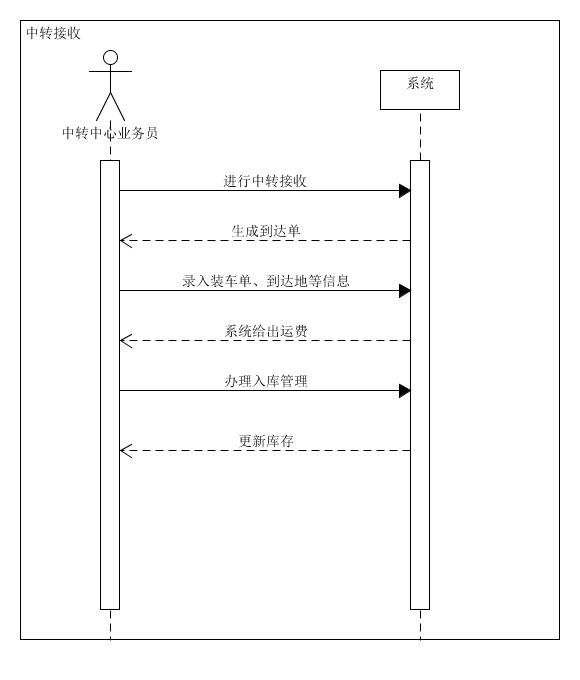 中转接收
系统
中转中心业务员
进行中转接收
生成到达单
录入装车单、到达地等信息
系统给出运费
办理入库管理
更新库存